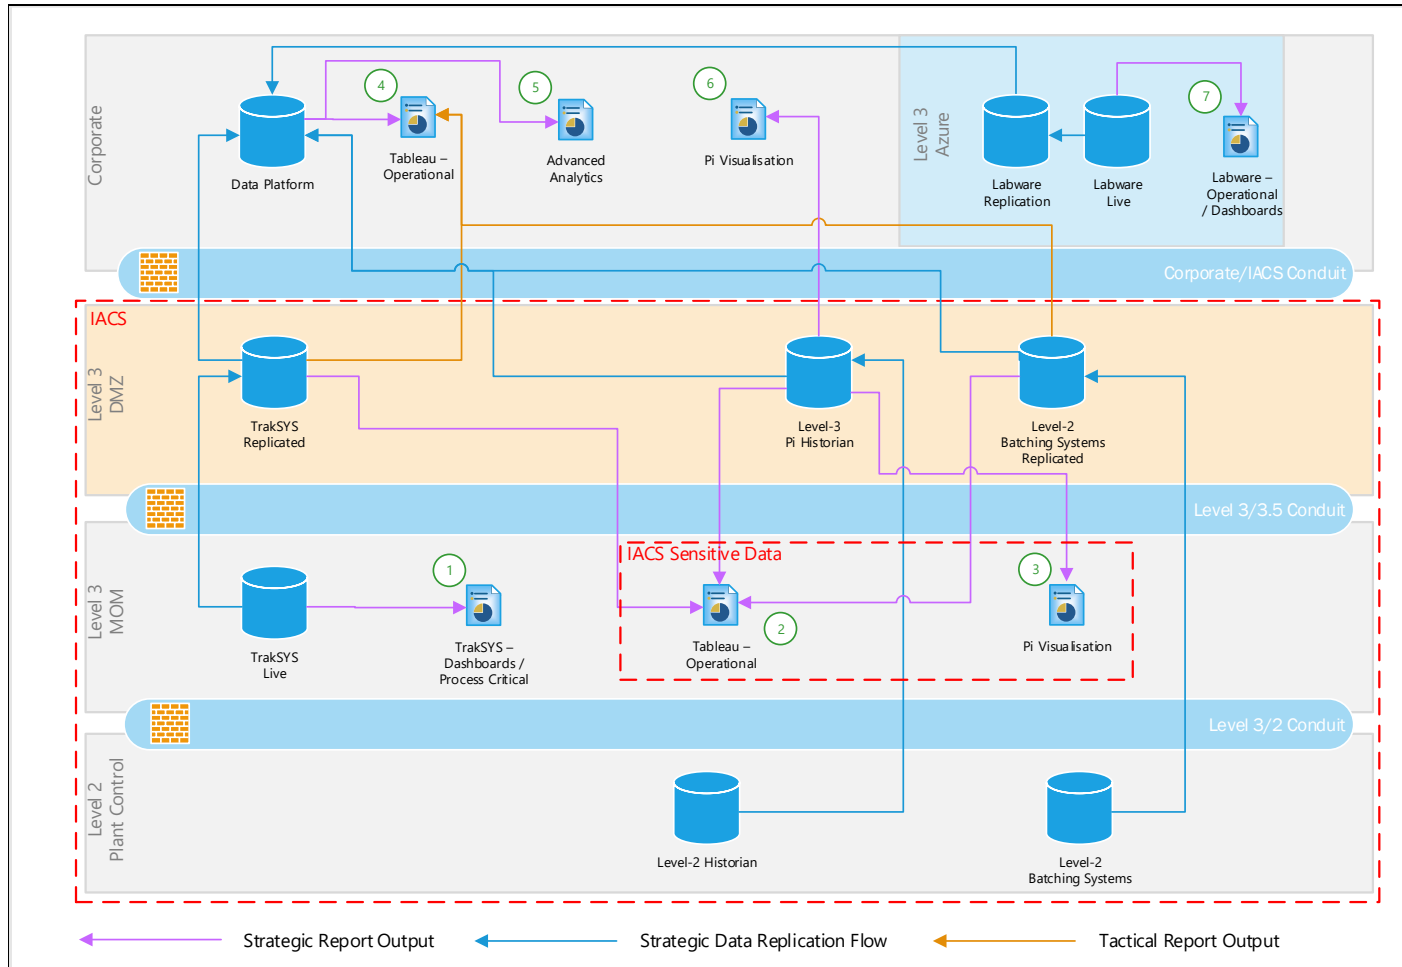 Corporate
4
5
6
7
Data Platform
Tableau –
Operational
Advanced
Analytics
Pi Visualisation
Level 3
Azure
Labware
Replication
Labware
Live
Labware –
Operational
/ Dashboards
Corporate/IACS Conduit
IACS
Level 3
DMZ
TrakSYS
Replicated
Level-3
Pi Historian
Level-2
Batching Systems
Replicated
Level 3/3.5 Conduit
Level 3
MOM
IACS Sensitive Data
1
2
3
TrakSYS
Live
TrakSYS –
Dashboards /
Process Critical
Tableau –
Operational
Pi Visualisation
Level 3/2 Conduit
Level 2
Plant Control
Level-2 Historian
Level-2
Batching Systems
Strategic Report Output
Strategic Data Replication Flow
Tactical Report Output